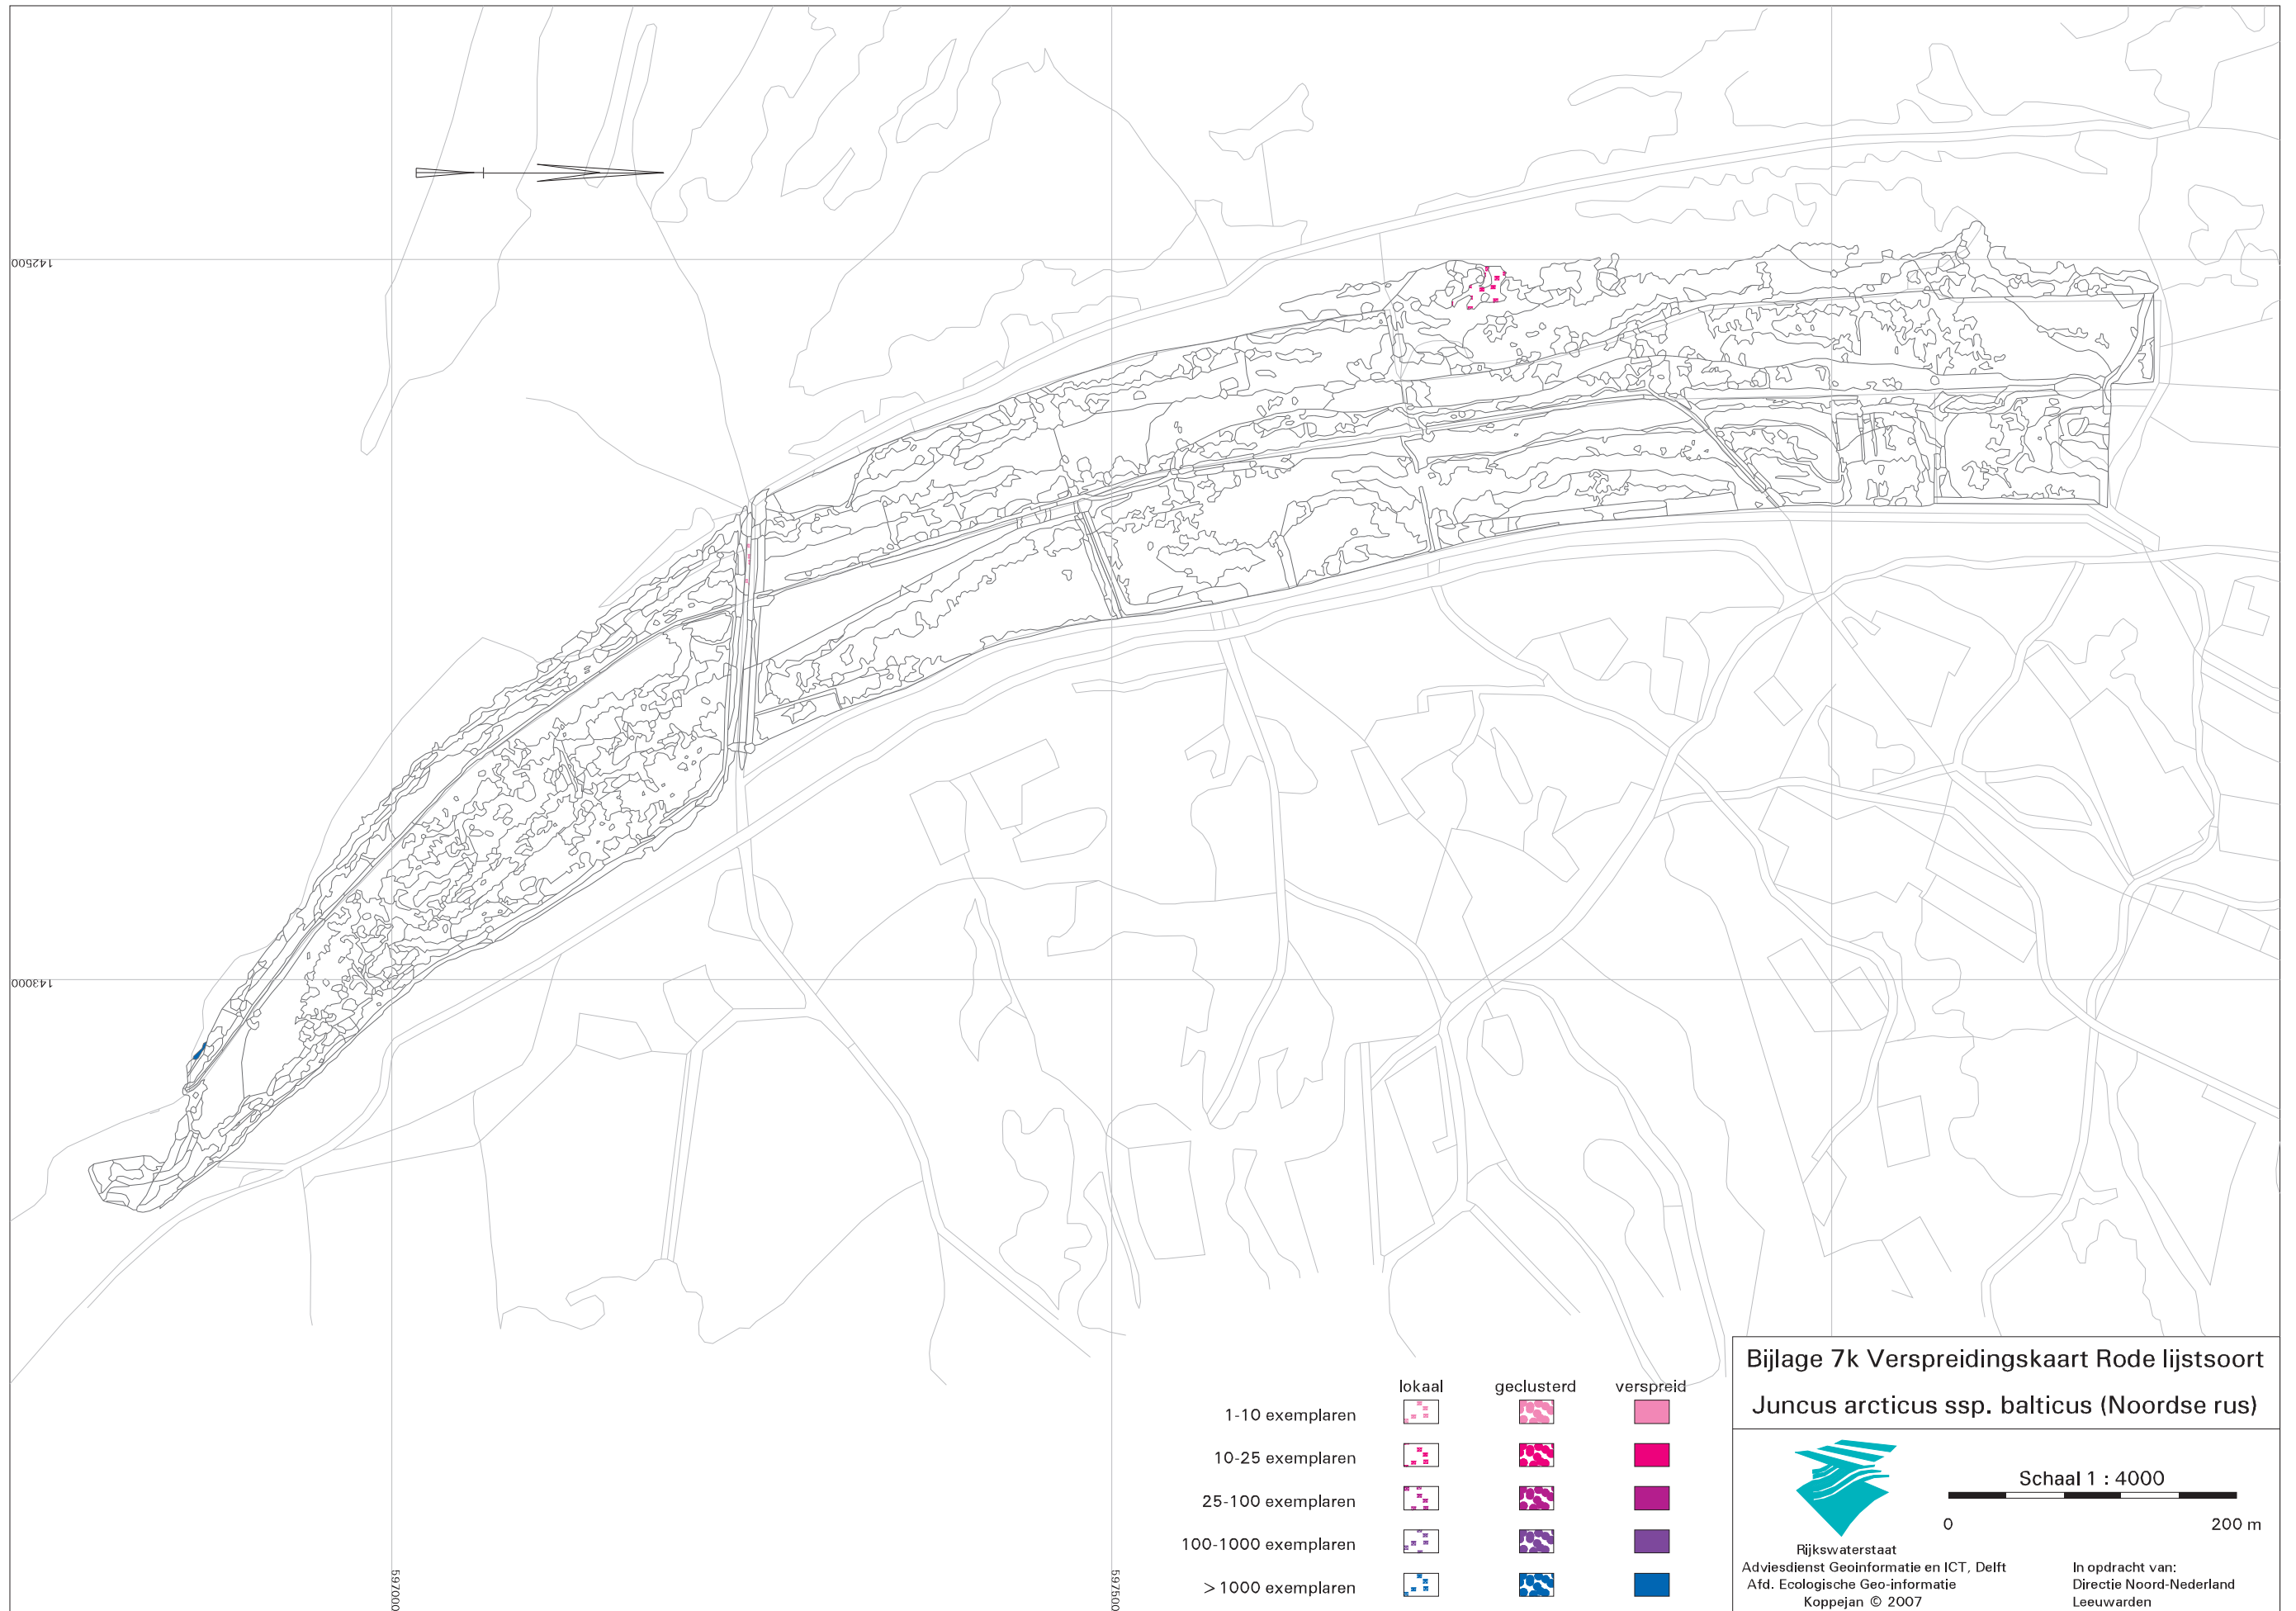 142500
143000
597000
597500
lokaal geclusterd verspreid
1-10 exemplaren
10-25 exemplaren
25-100 exemplaren
100-1000 exemplaren
> 1000 exemplaren
Bijlage 7k Verspreidingskaart Rode lijstsoort
Juncus arcticus ssp. balticus (Noordse rus)
Schaal 1 : 4000
0 200 m
Rijkswaterstaat
Adviesdienst Geoinformatie en ICT, Delft
Afd. Ecologische Geo-informatie
Koppejan © 2007
In opdracht van:
Directie Noord-Nederland
Leeuwarden